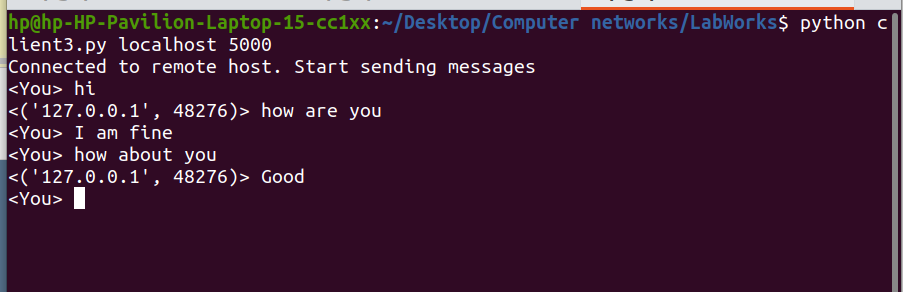 hp@hp-HP-Pavilion-Laptop-15-cc1xx:~/Desktop/Computer networks/LabWorks$ python c
lient3.py localhost 5000
Connected to remote host. Start sending messages
<You> hi
<('127.0.0.1', 48276)> how are you
<You> I am fine
<You> how about you
<('127.0.0.1', 48276)> Good
<You>